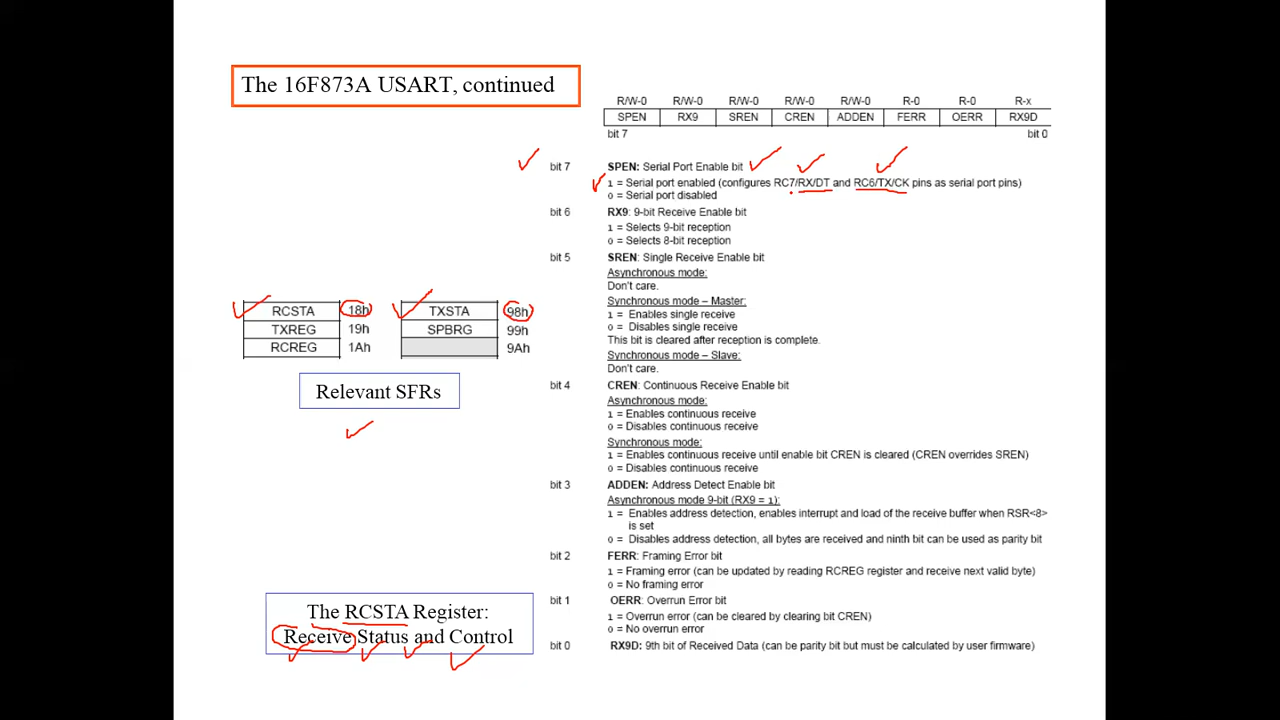 The 16F873A USART, continued
R/W-0 R/W-0 R/W-0 R/W-0 R/W-0 R-0 R-0 R-x
SPEN RX9 SREN CREN ADDEN FERR OERR RX9D
bit 7 bit 0
bit 7 SPEN: Serial Port Enable bit
1 = Serial port enabled (configures RC7/RX/DT and RC6/TX/CK pins as serial port pins)
0 = Serial port disabled
bit 6 RX9: 9-bit Receive Enable bit
1 = Selects 9-bit reception
0 = Selects 8-bit reception
bit 5 SREN: Single Receive Enable bit
Asynchronous mode:
Don't care.
Synchronous mode – Master:
1 = Enables single receive
0 = Disables single receive
This bit is cleared after reception is complete.
Synchronous mode – Slave:
Don't care.
bit 4 CREN: Continuous Receive Enable bit
Asynchronous mode:
1 = Enables continuous receive
0 = Disables continuous receive
Synchronous mode:
1 = Enables continuous receive until enable bit CREN is cleared (CREN overrides SREN)
0 = Disables continuous receive
bit 3 ADDEN: Address Detect Enable bit
Asynchronous mode 9-bit (RX9 = 1):
1 = Enables address detection, enables interrupt and load of the receive buffer when RSR<8>
is set
0 = Disables address detection, all bytes are received and ninth bit can be used as parity bit
bit 2 FERR: Framing Error bit
1 = Framing error (can be updated by reading RCREG register and receive next valid byte)
0 = No framing error
bit 1 OERR: Overrun Error bit
1 = Overrun error (can be cleared by clearing bit CREN)
0 = No overrun error
bit 0 RX9D: 9th bit of Received Data (can be parity bit but must be calculated by user firmware)
RCSTA 18h TXSTA 98h
TXREG 19h SPBRG 99h
RCREG 1Ah 9Ah
Relevant SFRs
The RCSTA Register:
Receive Status and Control